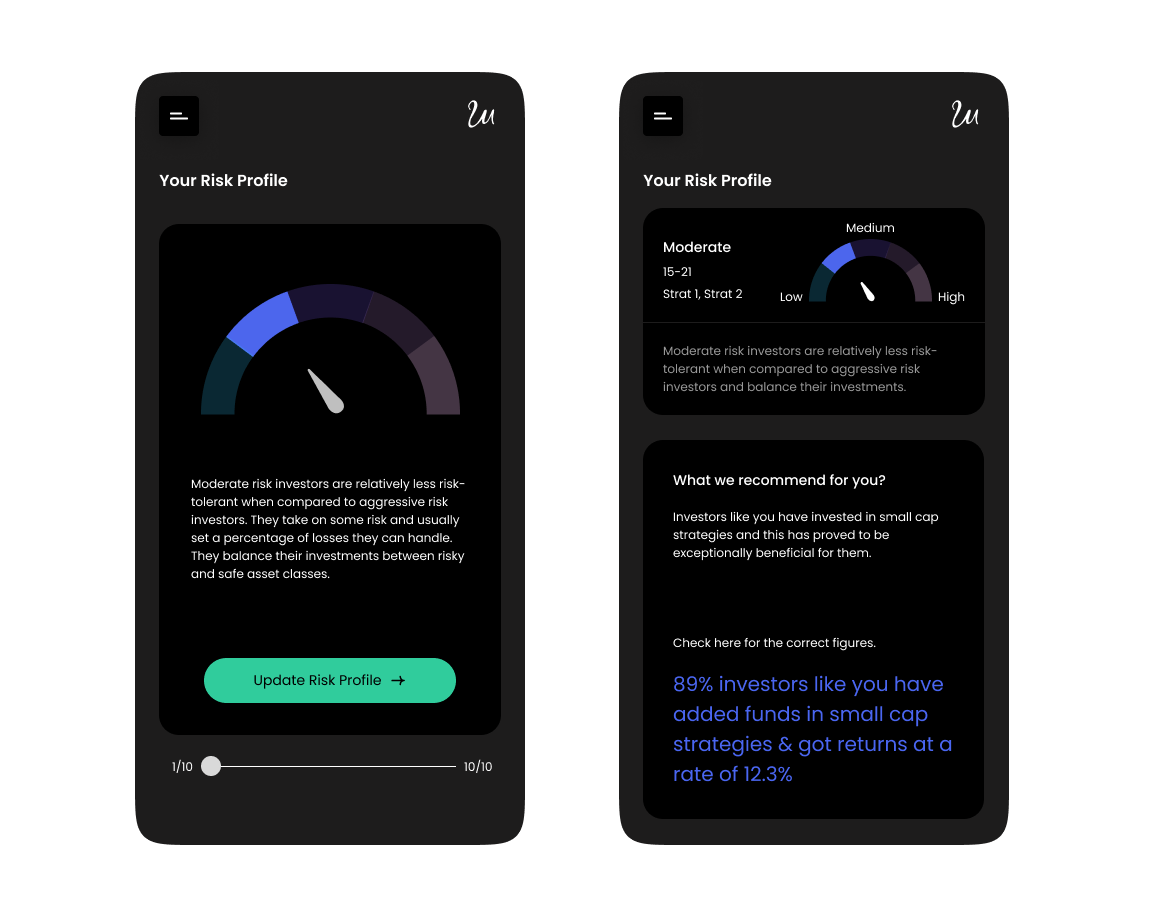 Your Risk Profile
Moderate risk investors are relatively less risk-
tolerant when compared to aggressive risk
investors. They take on some risk and usually
set a percentage of losses they can handle.
They balance their investments between risky
and safe asset classes.
Update Risk Profile →
1/10
10/10
Your Risk Profile
Medium
Moderate
15-21
Strat 1, Strat 2
Low
High
Moderate risk investors are relatively less risk-
tolerant when compared to aggressive risk
investors and balance their investments.
What we recommend for you?
Investors like you have invested in small cap
strategies and this has proved to be
exceptionally beneficial for them.
Check here for the correct figures.
89% investors like you have
added funds in small cap
strategies & got returns at a
rate of 12.3%